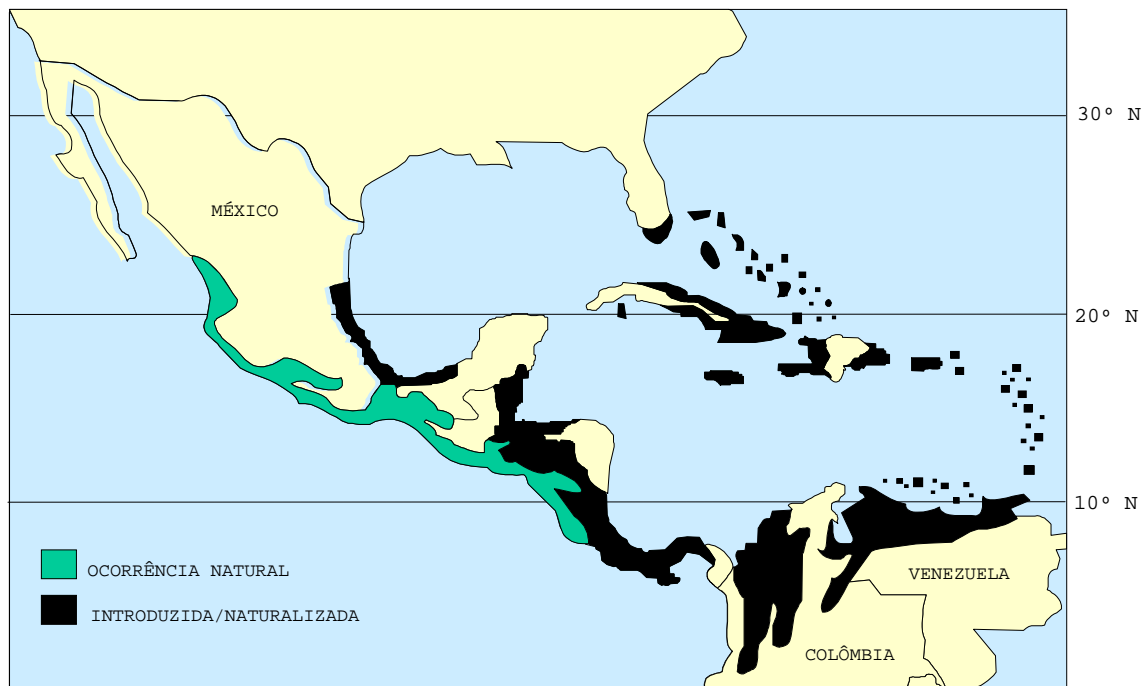 30º N
MÉXICO
20º N
10º N
OCORRÊNCIA NATURAL
VENEZUELA
INTRODUZIDA/NATURALIZADA
COLÔMBIA